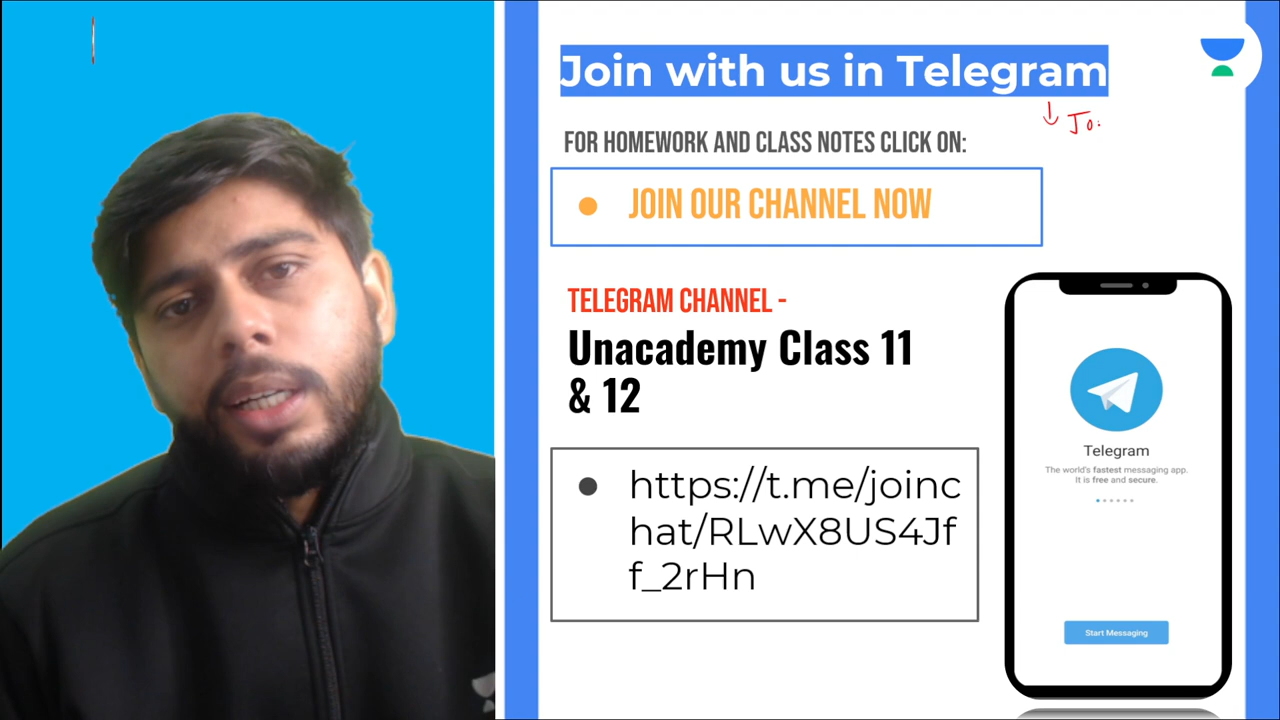 Join with us in Telegram
Jo.
FOR HOMEWORK AND CLASS NOTES CLICK ON:
JOIN OUR CHANNEL NOW
TELEGRAM CHANNEL -
Unacademy Class 11
& 12
https://t.me/joinc
hat/RLwX8US4Jf
f_2rHn
Telegram
The world's fastest messaging app.
It is free and secure.
Start Messaging